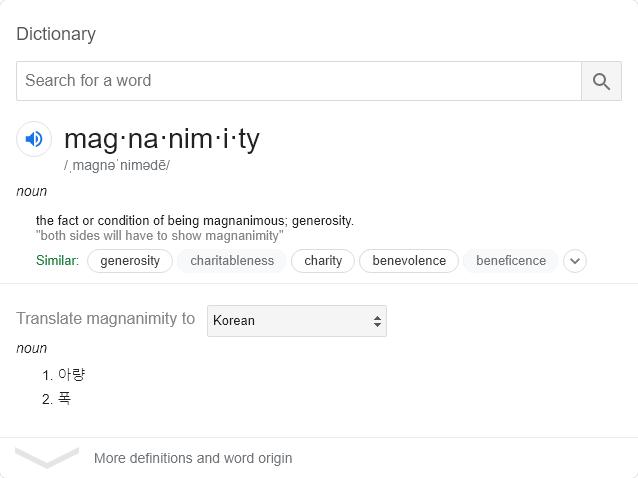 Dictionary
Search for a word
mag·na·nim·i·ty
/ˌmaɡnəˈnimədē/
noun
the fact or condition of being magnanimous; generosity.
"both sides will have to show magnanimity"
Similar: generosity charitableness charity benevolence beneficence
Translate magnanimity to Korean
noun
1. 아량
2. 폭
More definitions and word origin